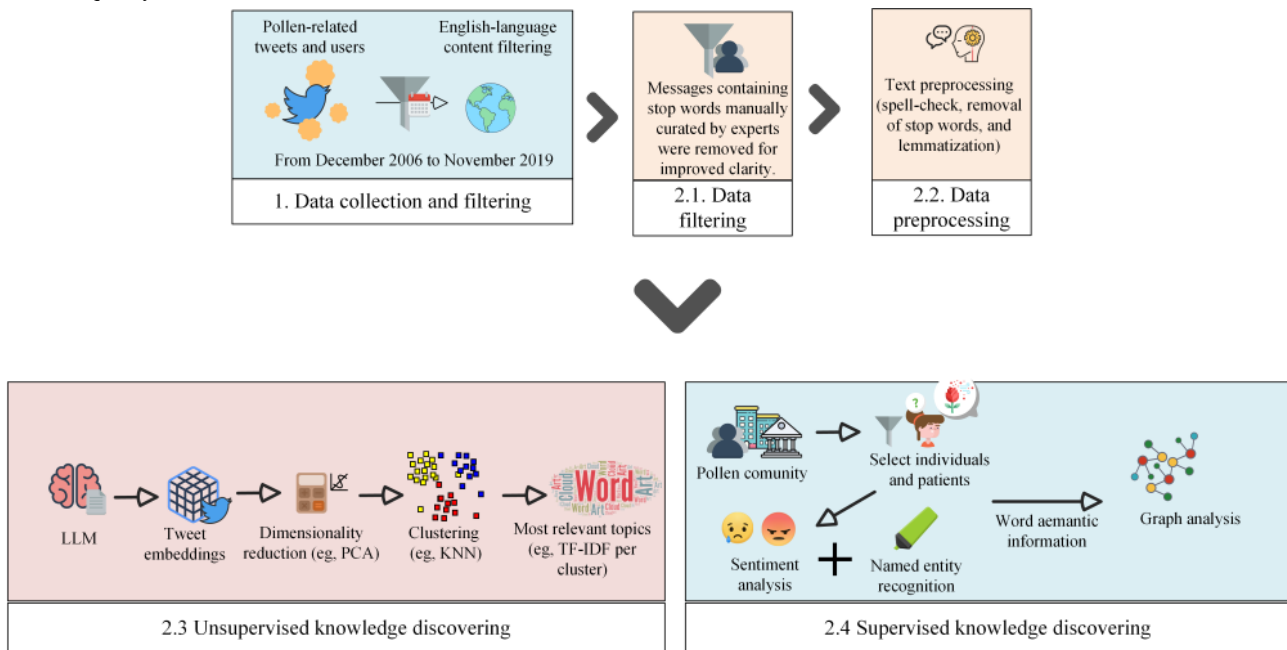 Pollen-related
tweets and users
English-language
content filtering
From December 2006 to November 2019
1. Data collection and filtering
Messages containing
stop words manually
curated by experts
were removed for
improved clarity.
2.1. Data
filtering
Text preprocessing
(spell-check, removal
of stop words, and
lemmatization)
2.2. Data
preprocessing
LLM
Tweet
embeddings
Dimensionality
reduction (eg, PCA)
Clustering
(eg, KNN)
Word
Art
Cloud
Most relevant topics
(eg, TF-IDF per
cluster)
2.3 Unsupervised knowledge discovering
Pollen comunity
?
Select individuals
and patients
Sentiment
analysis
+
Named entity
recognition
Word aemantic
information
Graph analysis
2.4 Supervised knowledge discovering